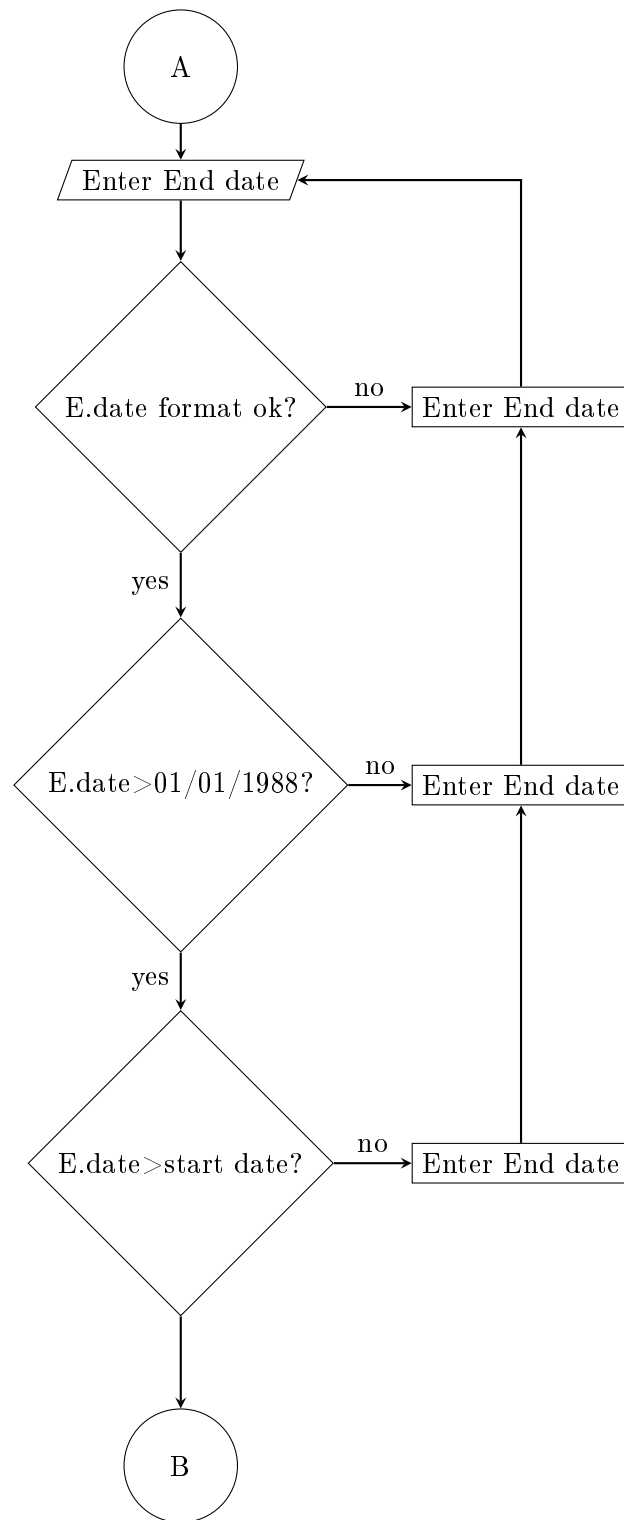 A
Enter End date
E.date format ok?
no
Enter End date
yes
E.date>01/01/1988?
no
Enter End date
yes
E.date>start date?
no
Enter End date
B